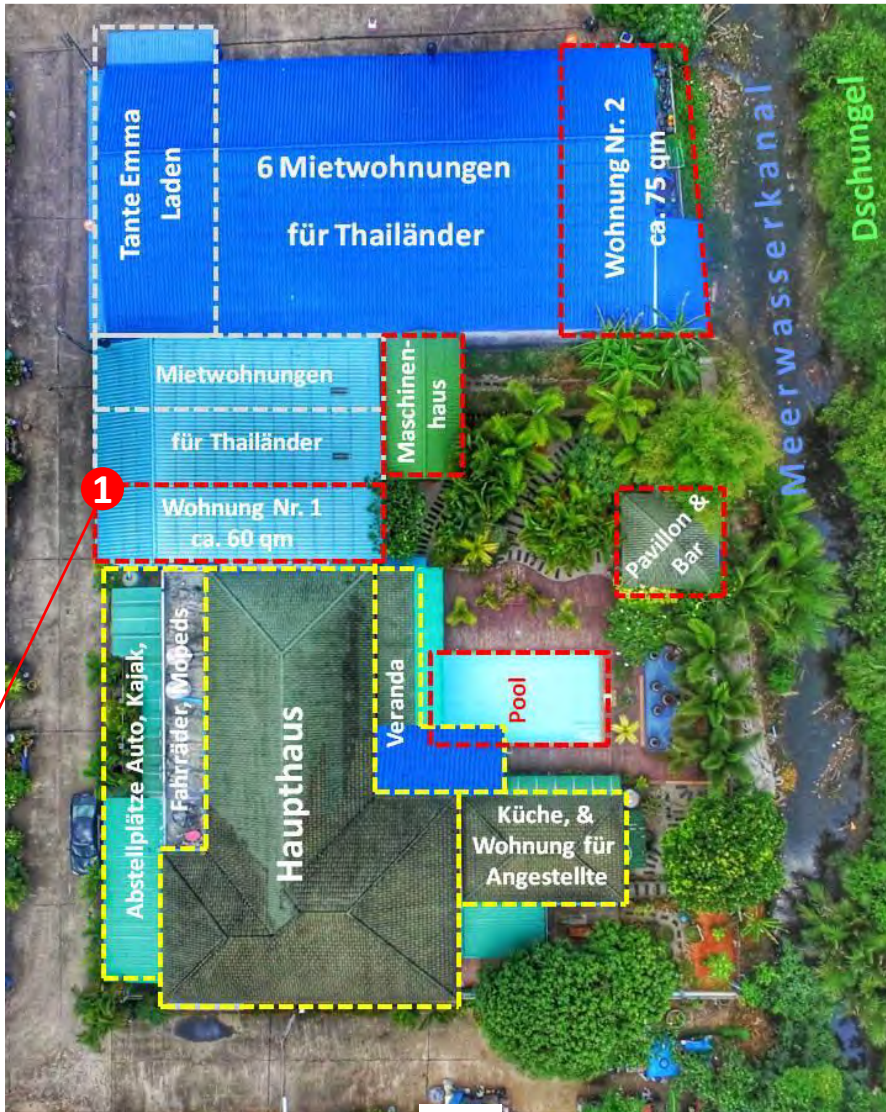 Tante Emma
Laden
6 Mietwohnungen
für Thailänder
Wohnung Nr. 2
ca. 75 qm
Meerwasserkanal
Dschungel
Mietwohnungen
für Thailänder
Maschinen-
haus
1
Wohnung Nr. 1
ca. 60 qm
Pavillon &
Bar
Abstellplätze Auto, Kajak,
Fahrräder, Mopeds
Haupthaus
Veranda
Pool
Küche, &
Wohnung für
Angestellte